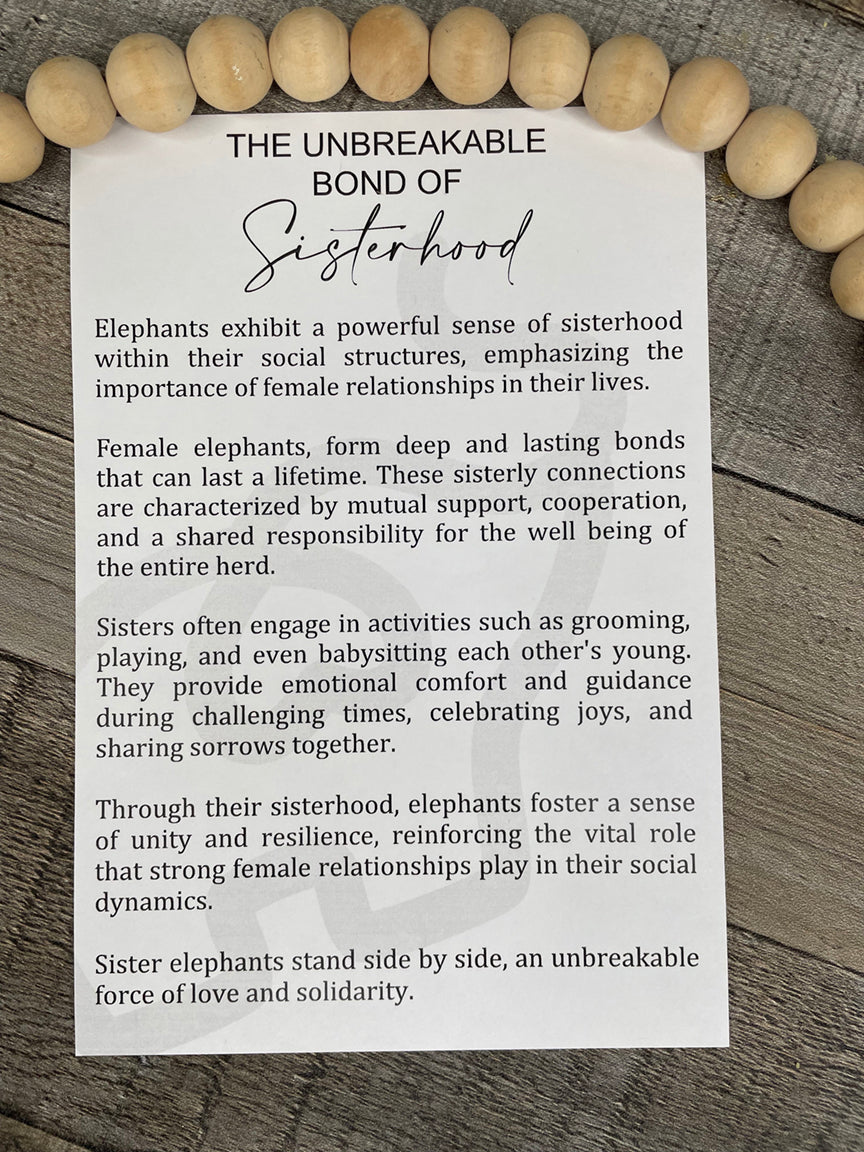 THE UNBREAKABLE
BOND OF
Sisterhood
Elephants exhibit a powerful sense of sisterhood
within their social structures, emphasizing the
importance of female relationships in their lives.
Female elephants, form deep and lasting bonds
that can last a lifetime. These sisterly connections
are characterized by mutual support, cooperation,
and a shared responsibility for the well being of
the entire herd.
Sisters often engage in activities such as grooming,
playing, and even babysitting each other's young.
They provide emotional comfort and guidance
during challenging times, celebrating joys, and
sharing sorrows together.
Through their sisterhood, elephants foster a sense
of unity and resilience, reinforcing the vital role
that strong female relationships play in their social
dynamics.
Sister elephants stand side by side, an unbreakable
force of love and solidarity.